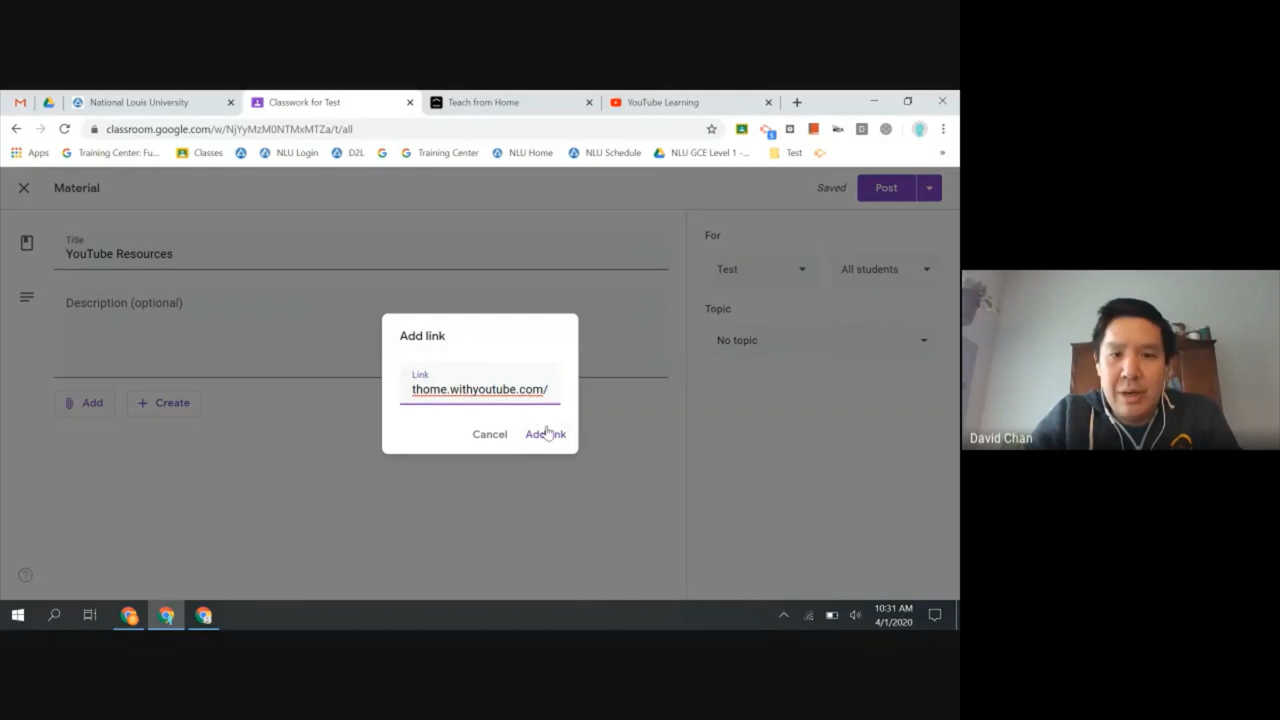 National Louis University
Classwork for Test
Teach from Home
YouTube Learning
classroom.google.com/w/NjYyMzM0NTMxMTZa/t/all
Apps
Training Center: Fu...
Classes
NLU Login
D2L
Training Center
NLU Home
NLU Schedule
NLU GCE Level 1 -...
Test
»
Material
Saved
Post
Title
YouTube Resources
Description (optional)
Add
Create
For
Test
All students
Topic
No topic
Add link
Link
thome.withyoutube.com/
Cancel
Add link
David Chan
10:31 AM
4/1/2020